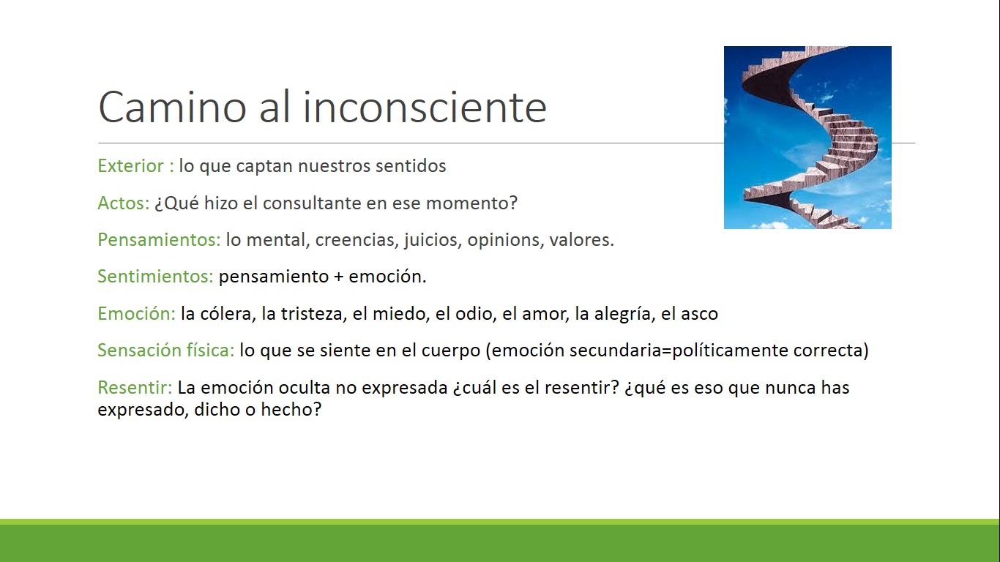 Camino al inconsciente
Exterior : lo que captan nuestros sentidos
Actos: ¿Qué hizo el consultante en ese momento?
Pensamientos: lo mental, creencias, juicios, opinions, valores.
Sentimientos: pensamiento + emoción.
Emoción: la cólera, la tristeza, el miedo, el odio, el amor, la alegría, el asco
Sensación física: lo que se siente en el cuerpo (emoción secundaria=políticamente correcta)
Resentir: La emoción oculta no expresada ¿cuál es el resentir? ¿qué es eso que nunca has
expresado, dicho o hecho?